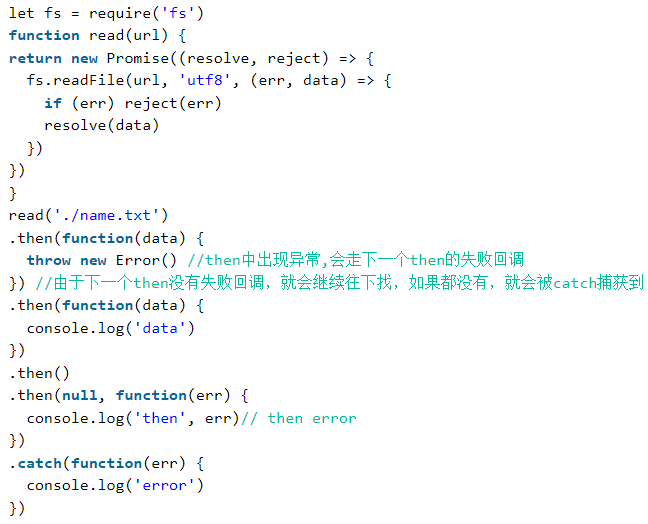 let fs = require('fs')
function read(url) {
return new Promise((resolve, reject) => {
  fs.readFile(url, 'utf8', (err, data) => {
    if (err) reject(err)
    resolve(data)
  })
})
}
read('./name.txt')
.then(function(data) {
  throw new Error() //then中出现异常,会走下一个then的失败回调
}) //由于下一个then没有失败回调，就会继续往下找，如果都没有，就会被catch捕获到
.then(function(data) {
  console.log('data')
})
.then()
.then(null, function(err) {
  console.log('then', err)// then error
})
.catch(function(err) {
  console.log('error')
})